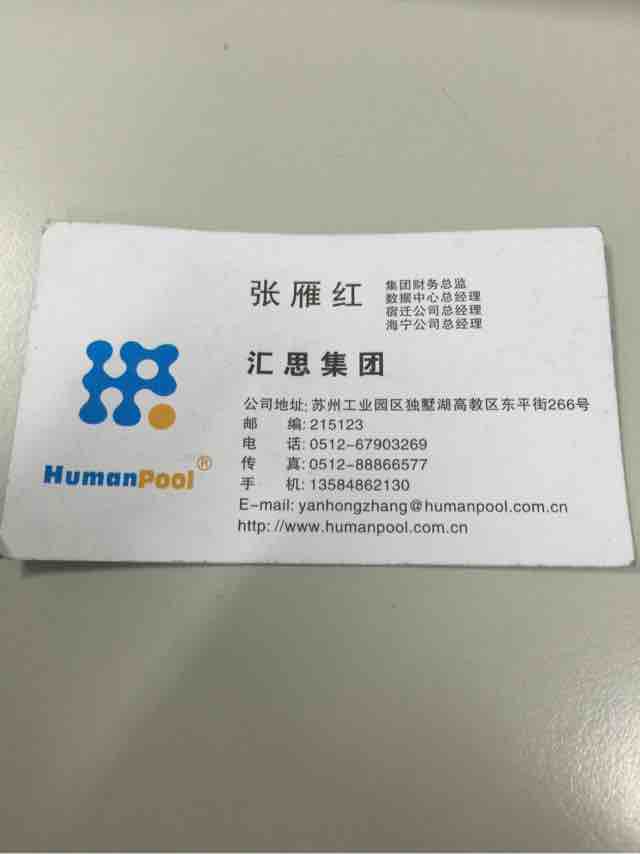 张雁红
集团财务总监
数据中心总经理
宿迁公司总经理
海宁公司总经理
汇思集团
公司地址: 苏州工业园区独墅湖高教区东平街266号
邮 编: 215123
电 话: 0512-67903269
传 真: 0512-88866577
手 机: 13584862130
E-mail: yanhongzhang@humanpool.com.cn
http://www.humanpool.com.cn
HumanPool®